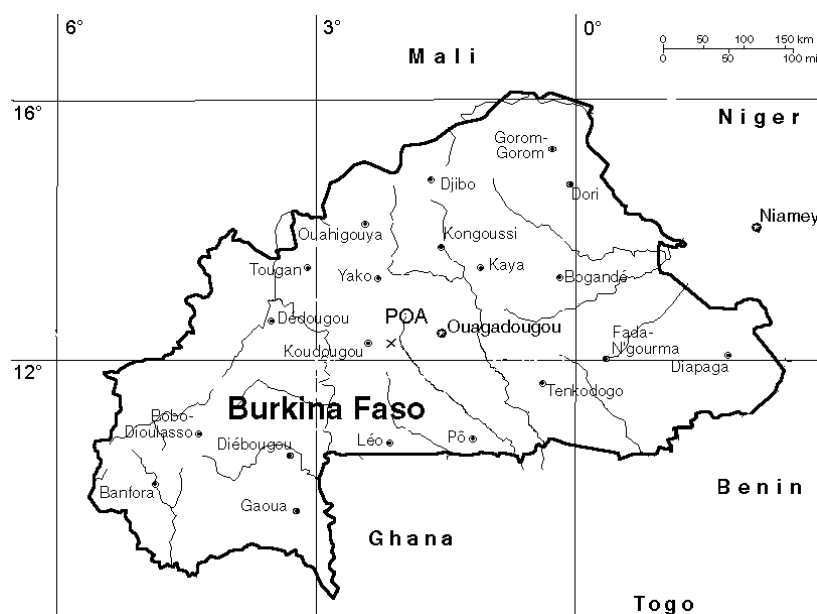 6°
3°
0°
0 50 100 150 km
0 50 100 mi
Mali
16°
Niger
Gorom-
Gorom
Djibo
Dori
Niamey
Ouahigouya
Kongoussi
Tougan
Yako
Kaya
Bogandé
Dédougou
POA
Ouagadougou
Koudougou
Fada-
N'gourma
12°
Diapaga
Tenkodogo
Burkina Faso
Bobo-
Dioulasso
Diébougou
Léo
Pô
Banfora
Benin
Gaoua
Ghana
Togo